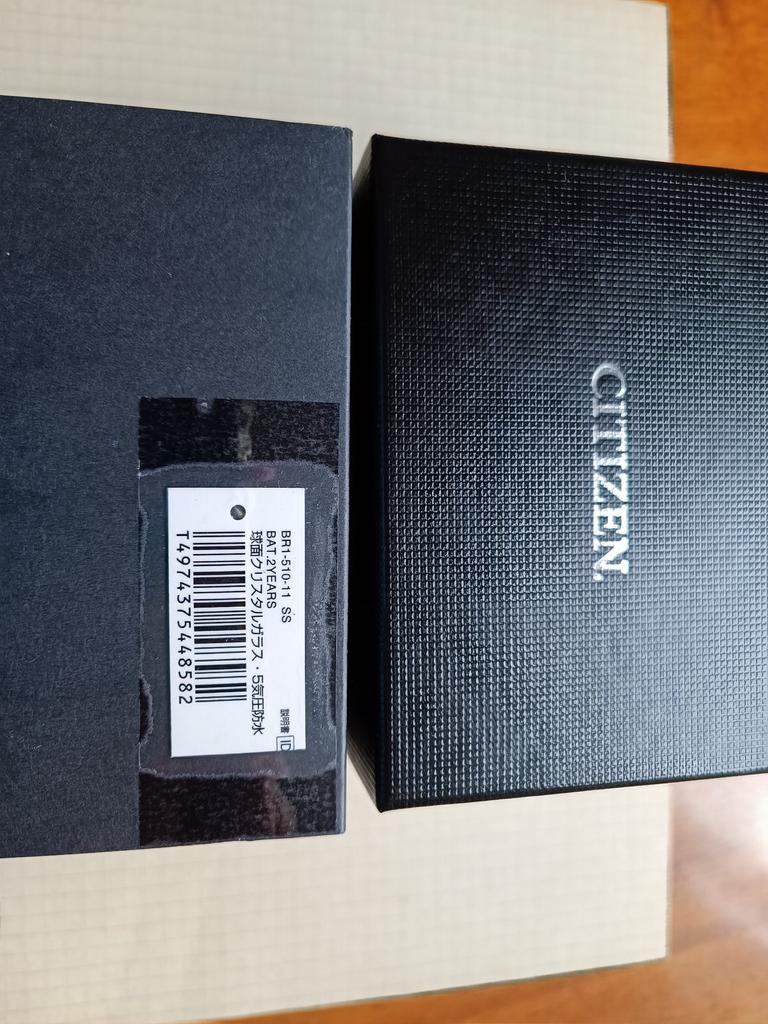 CITIZEN.
BR1-510-11 SS
BAT.2YEARS
球面クリスタルガラス・5気圧防水
説明書 ID
T4974375448582